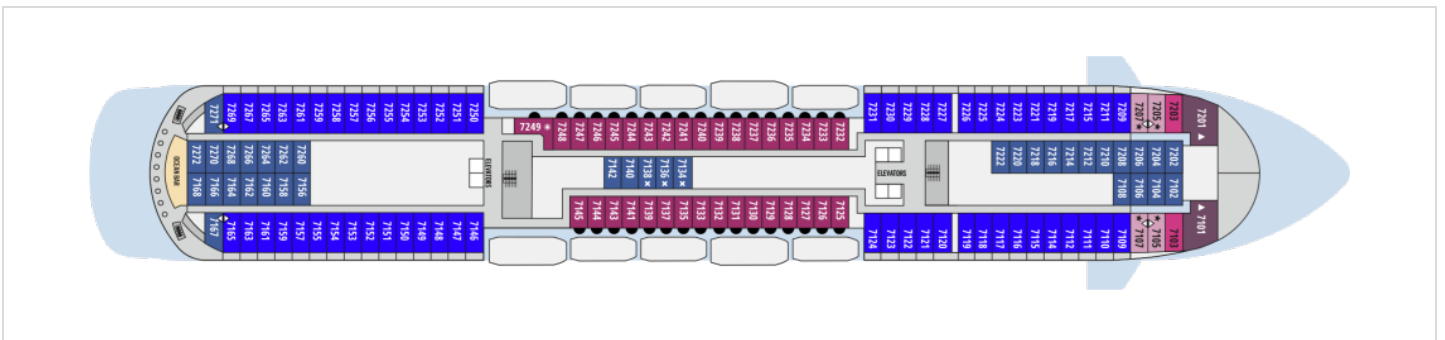 7271 7269 7267 7265 7263 7261 7259 7258 7257 7256 7255 7254 7253 7252 7251 7250
7231 7230 7229 7228 7227 7226 7225 7224 7223 7221 7219 7217 7215 7211 7209 7207* 7205* 7203 7201 ▲
7249 * 7248 7247 7246 7245 7244 7243 7242 7241 7240 7239 7238 7237 7236 7235 7234 7233 7232
OCEAN BAR
7272 7270 7268 7266 7264 7262 7260
7168 7166 7164 7162 7160 7158 7156
ELEVATORS
7142 7140 7138 x 7136 x 7134 x
ELEVATORS
7222 7220 7218 7216 7214 7212 7210 7208 7206 7204 7202
7108 7106 7104 7102
7145 7144 7143 7141 7139 7137 7135 7133 7132 7131 7130 7129 7128 7127 7126 7125
7167 7165 7163 7161 7159 7157 7155 7154 7153 7152 7151 7150 7149 7148 7147 7146
7124 7123 7122 7121 7120 7119 7118 7117 7116 7115 7114 7112 7111 7110 7109 *7107 *7105 7103 7101 ▲